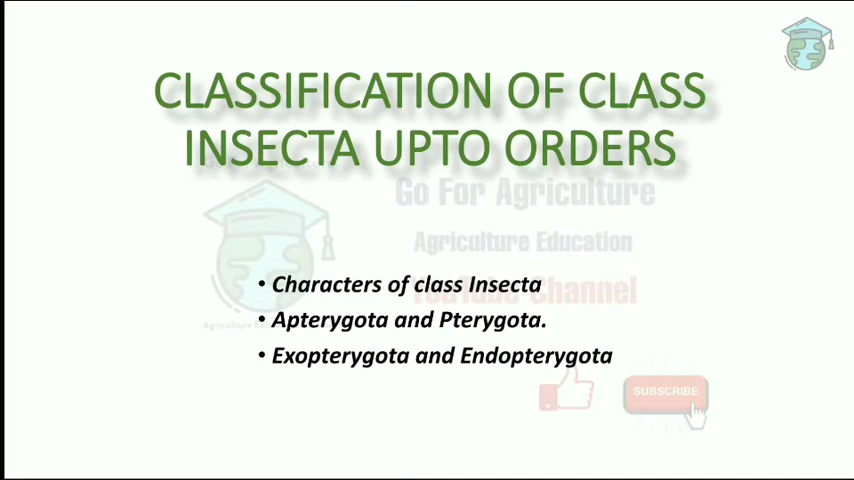 CLASSIFICATION OF CLASS
INSECTA UPTO ORDERS
Go For Agriculture
Agriculture Education
YouTube Channel
• Characters of class Insecta
• Apterygota and Pterygota.
• Exopterygota and Endopterygota
SUBSCRIBE